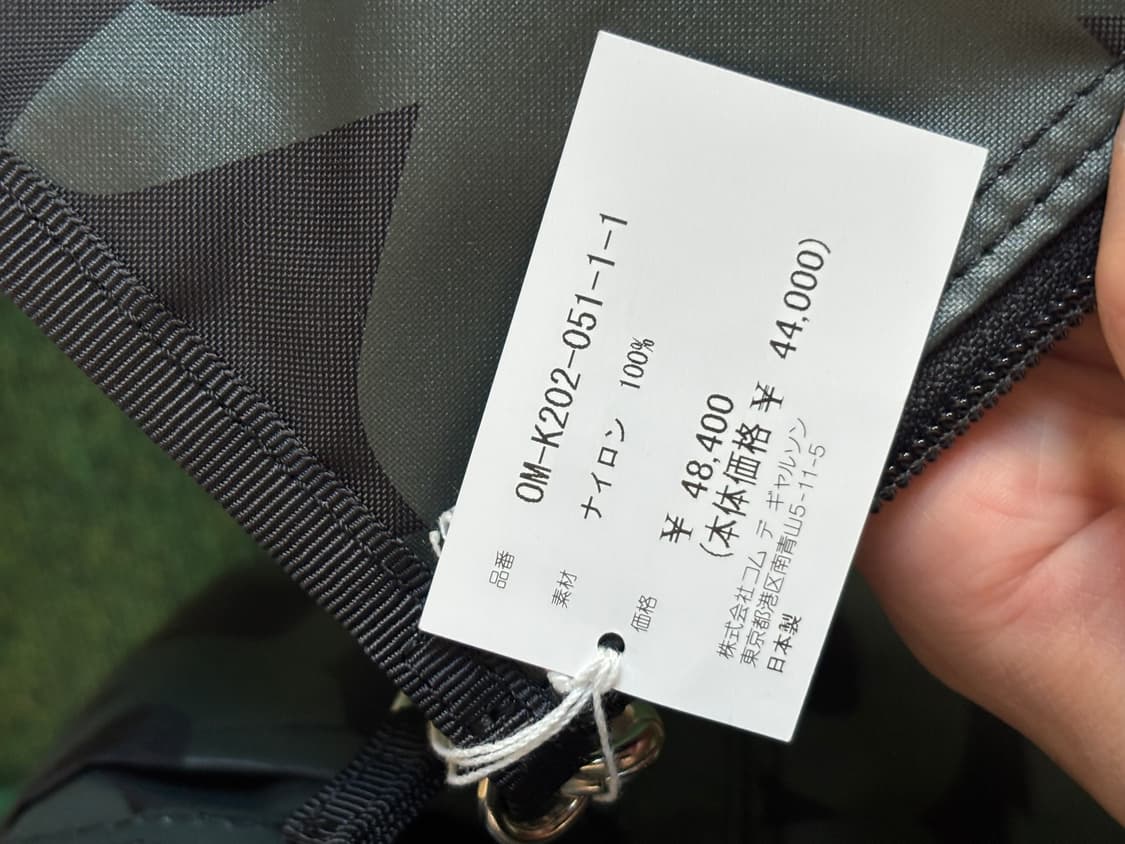 品番 OM-K202-051-1-1
素材 ナイロン 100%
価格 ¥ 48,400
(本体価格 ¥ 44,000)
株式会社コム デ ギャルソン
東京都港区南青山5-11-5
日本製